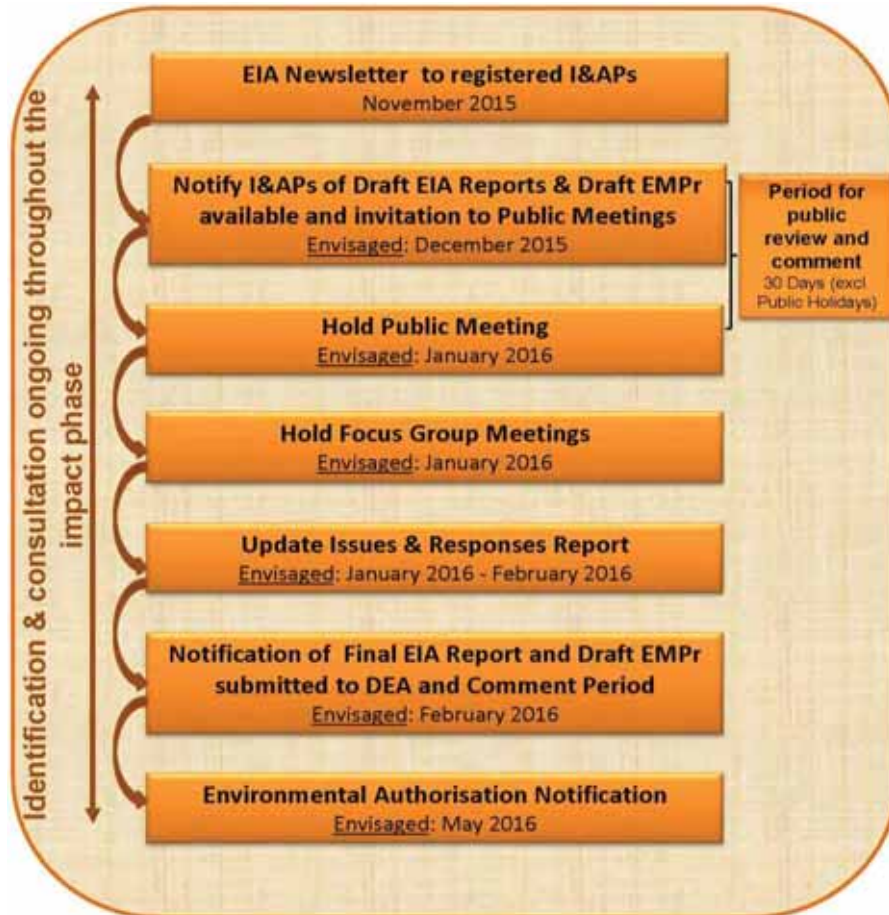 Identification & consultation ongoing throughout the
impact phase
EIA Newsletter to registered I&APs
November 2015
Notify I&APs of Draft EIA Reports & Draft EMPr
available and invitation to Public Meetings
Envisaged: December 2015
Period for
public
review and
comment
30 Days (excl
Public Holidays)
Hold Public Meeting
Envisaged: January 2016
Hold Focus Group Meetings
Envisaged: January 2016
Update Issues & Responses Report
Envisaged: January 2016 - February 2016
Notification of Final EIA Report and Draft EMPr
submitted to DEA and Comment Period
Envisaged: February 2016
Environmental Authorisation Notification
Envisaged: May 2016